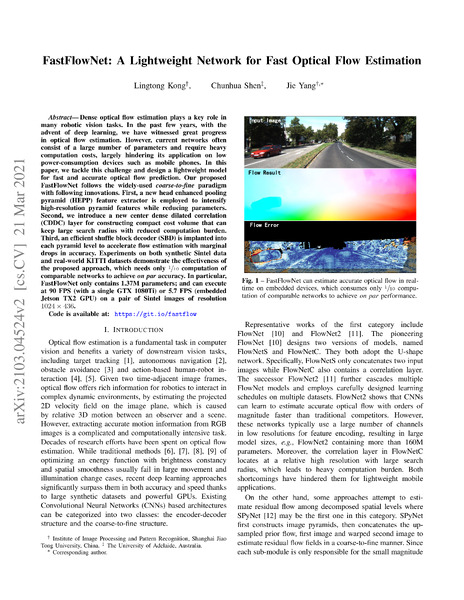 FastFlowNet: A Lightweight Network for Fast Optical Flow Estimation
Lingtong Kong†, Chunhua Shen‡, Jie Yang†,*
arXiv:2103.04524v2 [cs.CV] 21 Mar 2021
Abstract—Dense optical flow estimation plays a key role in
many robotic vision tasks. In the past few years, with the
advent of deep learning, we have witnessed great progress
in optical flow estimation. However, current networks often
consist of a large number of parameters and require heavy
computation costs, largely hindering its application on low
power-consumption devices such as mobile phones. In this
paper, we tackle this challenge and design a lightweight model
for fast and accurate optical flow prediction. Our proposed
FastFlowNet follows the widely-used coarse-to-fine paradigm
with following innovations. First, a new head enhanced pooling
pyramid (HEPP) feature extractor is employed to intensify
high-resolution pyramid features while reducing parameters.
Second, we introduce a new center dense dilated correlation
(CDDC) layer for constructing compact cost volume that can
keep large search radius with reduced computation burden.
Third, an efficient shuffle block decoder (SBD) is implanted into
each pyramid level to accelerate flow estimation with marginal
drops in accuracy. Experiments on both synthetic Sintel data
and real-world KITTI datasets demonstrate the effectiveness of
the proposed approach, which needs only 1/10 computation of
comparable networks to achieve on par accuracy. In particular,
FastFlowNet only contains 1.37M parameters; and can execute
at 90 FPS (with a single GTX 1080Ti) or 5.7 FPS (embedded
Jetson TX2 GPU) on a pair of Sintel images of resolution
1024 × 436.
Code is available at: https://git.io/fastflow
I. INTRODUCTION
Optical flow estimation is a fundamental task in computer
vision and benefits a variety of downstream vision tasks,
including target tracking [1], autonomous navigation [2],
obstacle avoidance [3] and action-based human-robot in-
teraction [4], [5]. Given two time-adjacent image frames,
optical flow offers rich information for robotics to interact in
complex dynamic environments, by estimating the projected
2D velocity field on the image plane, which is caused
by relative 3D motion between an observer and a scene.
However, extracting accurate motion information from RGB
images is a complicated and computationally intensive task.
Decades of research efforts have been spent on optical flow
estimation. While traditional methods [6], [7], [8], [9] of
optimizing an energy function with brightness constancy
and spatial smoothness usually fail in large movement and
illumination change cases, recent deep learning approaches
significantly surpass them in both accuracy and speed thanks
to large synthetic datasets and powerful GPUs. Existing
Convolutional Neural Networks (CNNs) based architectures
can be categorized into two classes: the encoder-decoder
structure and the coarse-to-fine structure.
† Institute of Image Processing and Pattern Recognition, Shanghai Jiao
Tong University, China. ‡ The University of Adelaide, Australia.
* Corresponding author.
Input Image
Flow Result
Flow Error
Fig. 1 – FastFlowNet can estimate accurate optical flow in real-
time on embedded devices, which consumes only 1/10 compu-
tation of comparable networks to achieve on par performance.
Representative works of the first category include
FlowNet [10] and FlowNet2 [11]. The pioneering
FlowNet [10] designs two versions of models, named
FlowNetS and FlowNetC. They both adopt the U-shape
network. Specifically, FlowNetS only concatenates two input
images while FlowNetC also contains a correlation layer.
The successor FlowNet2 [11] further cascades multiple
FlowNet models and employs carefully designed learning
schedules on multiple datasets. FlowNet2 shows that CNNs
can learn to estimate accurate optical flow with orders of
magnitude faster than traditional competitors. However,
these networks typically use a large number of channels
in low resolutions for feature encoding, resulting in large
model sizes, e.g., FlowNet2 containing more than 160M
parameters. Moreover, the correlation layer in FlowNetC
locates at a relative high resolution with large search
radius, which leads to heavy computation burden. Both
shortcomings have hindered them for lightweight mobile
applications.
On the other hand, some approaches attempt to esti-
mate residual flow among decomposed spatial levels where
SPyNet [12] may be the first one in this category. SPyNet
first constructs image pyramids, then concatenates the up-
sampled prior flow, first image and warped second image to
estimate residual flow fields in a coarse-to-fine manner. Since
each sub-module is only responsible for the small magnitude